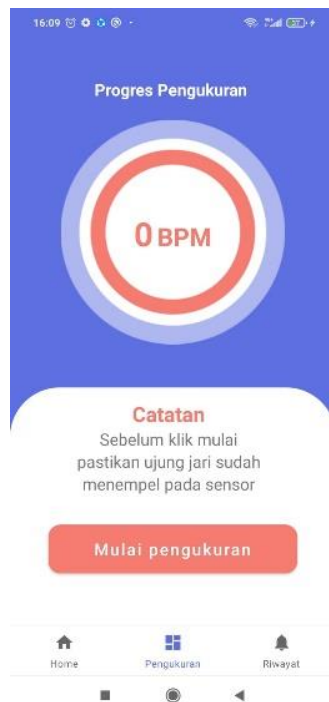 16:09
57
Progres Pengukuran
0 BPM
Catatan
Sebelum klik mulai
pastikan ujung jari sudah
menempel pada sensor
Mulai pengukuran
Home Pengukuran Riwayat